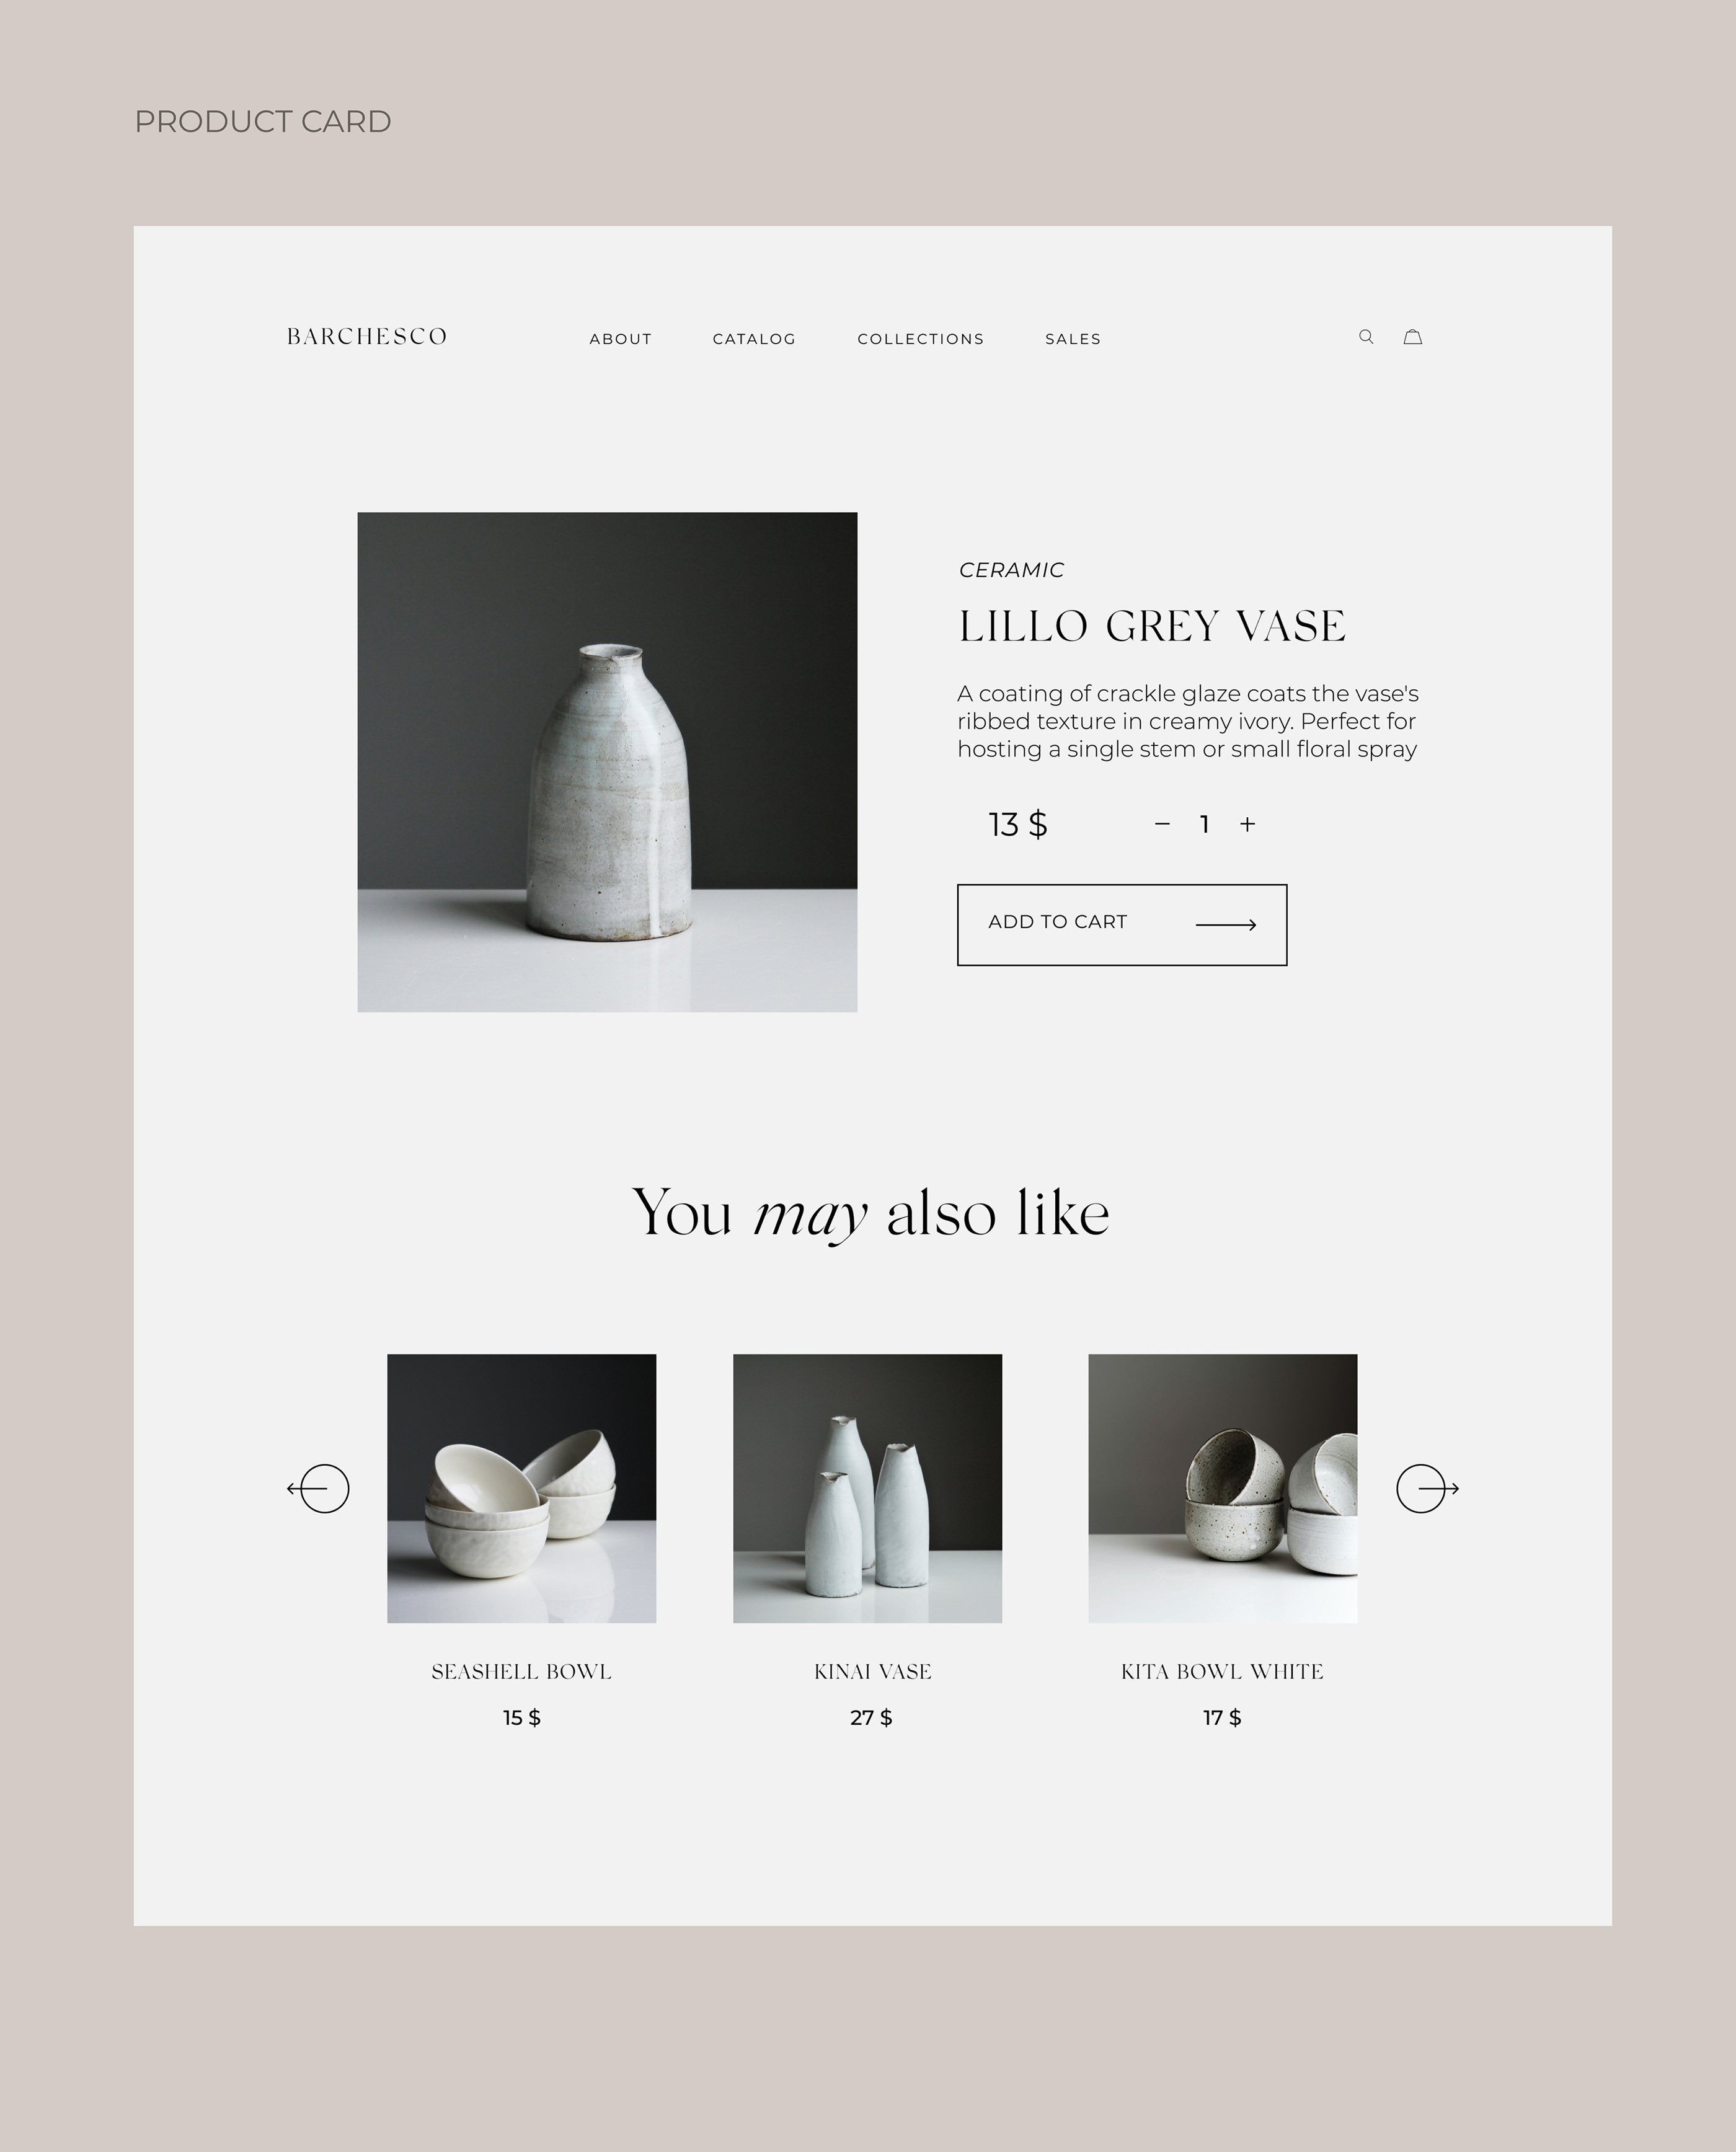 PRODUCT CARD
BARCHESCO
ABOUT
CATALOG
COLLECTIONS
SALES
CERAMIC
LILLO GREY VASE
A coating of crackle glaze coats the vase's
ribbed texture in creamy ivory. Perfect for
hosting a single stem or small floral spray
13 $
− 1 +
ADD TO CART
You may also like
SEASHELL BOWL
15 $
KINAI VASE
27 $
KITA BOWL WHITE
17 $